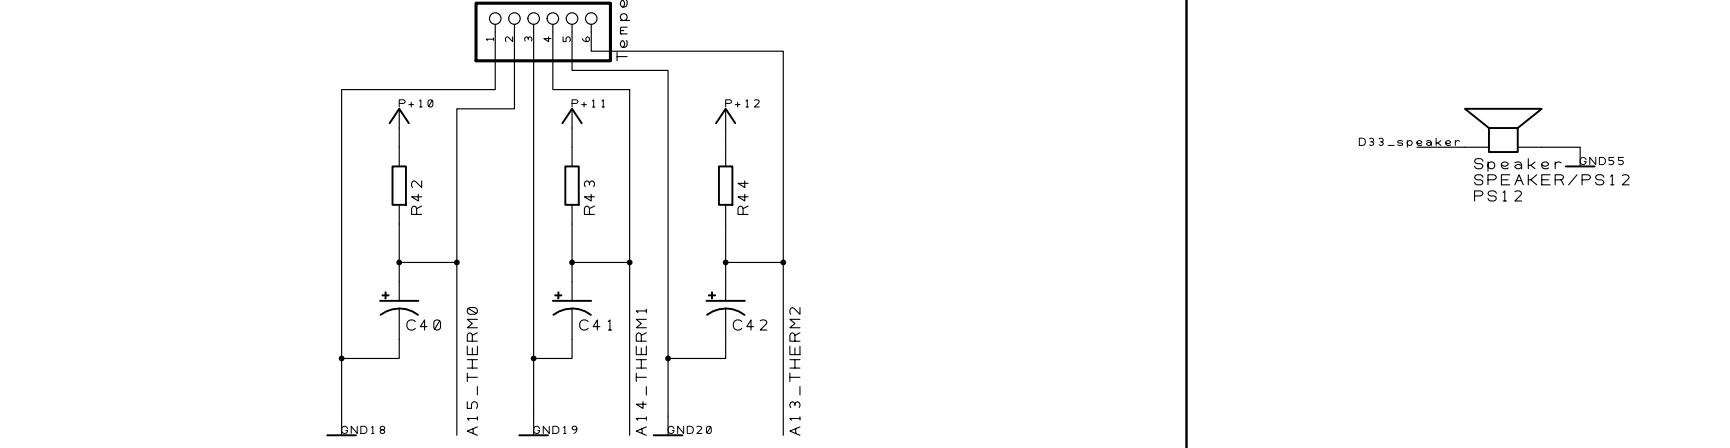 Tempe
1 2 3 4 5 6
P+10 P+11 P+12
R42 R43 R44
C40 C41 C42
A15_THERM0 A14_THERM1 A13_THERM2
GND18 GND19 GND20
D33_speaker
GND55
Speaker
SPEAKER/PS12
PS12